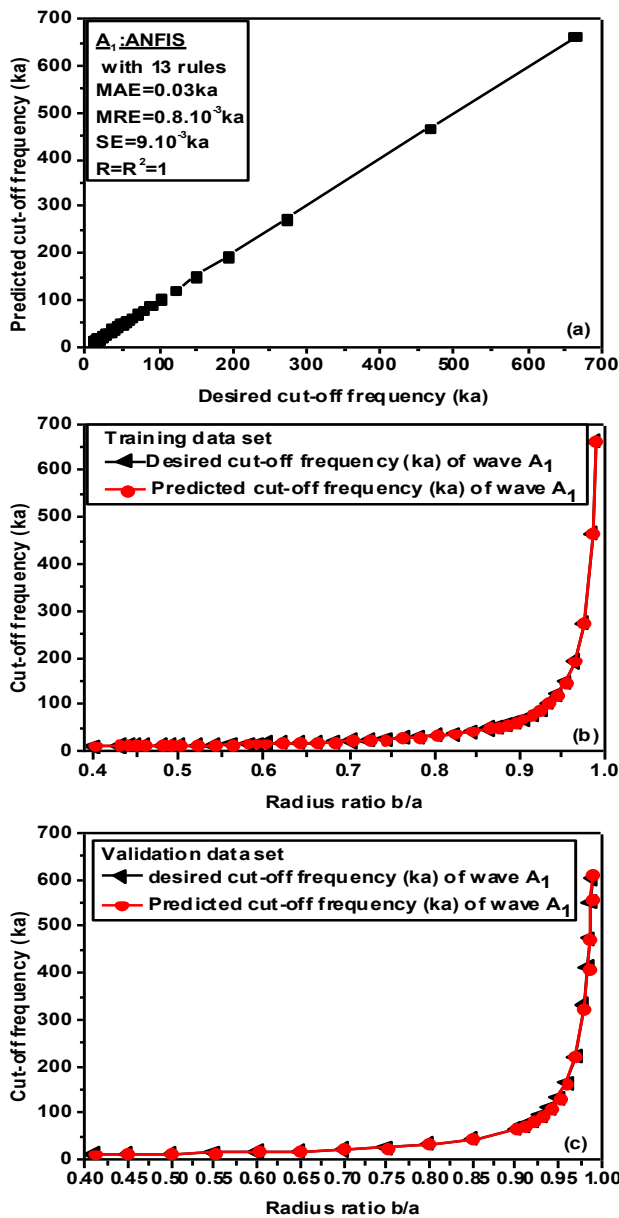 A1:ANFIS
with 13 rules
MAE=0.03ka
MRE=0.8.10-3ka
SE=9.10-3ka
R=R2=1
700
600
500
400
300
200
100
0
Predicted cut-off frequency (ka)
(a)
100 200 300 400 500 600 700
Desired cut-off frequency (ka)
Training data set
Desired cut-off frequency (ka) of wave A1
Predicted cut-off frequency (ka) of wave A1
700
600
500
400
300
200
100
0
Cut-off frequency (ka)
(b)
0.4 0.5 0.6 0.7 0.8 0.9 1.0
Radius ratio b/a
Validation data set
desired cut-off frequency (ka) of wave A1
Predicted cut-off frequency (ka) of wave A1
700
600
500
400
300
200
100
0
Cut-off frequency (ka)
(c)
0.40 0.45 0.50 0.55 0.60 0.65 0.70 0.75 0.80 0.85 0.90 0.95 1.00
Radius ratio b/a